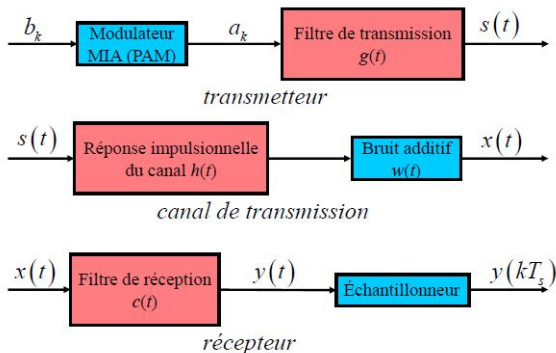 b_k
Modulateur
MIA (PAM)
a_k
Filtre de transmission
g(t)
s(t)
transmetteur
s(t)
Réponse impulsionnelle
du canal h(t)
Bruit additif
w(t)
x(t)
canal de transmission
x(t)
Filtre de réception
c(t)
y(t)
Échantillonneur
y(kT_s)
récepteur